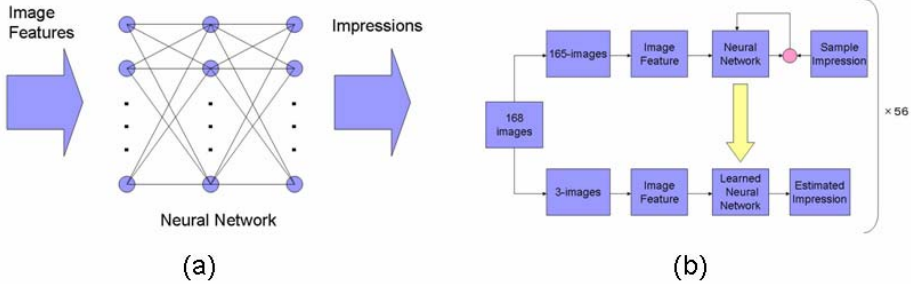 Image
Features
Impressions
Neural Network
(a)
165-images
Image
Feature
Neural
Network
Sample
Impression
168
images
× 56
3-images
Image
Feature
Learned
Neural
Network
Estimated
Impression
(b)